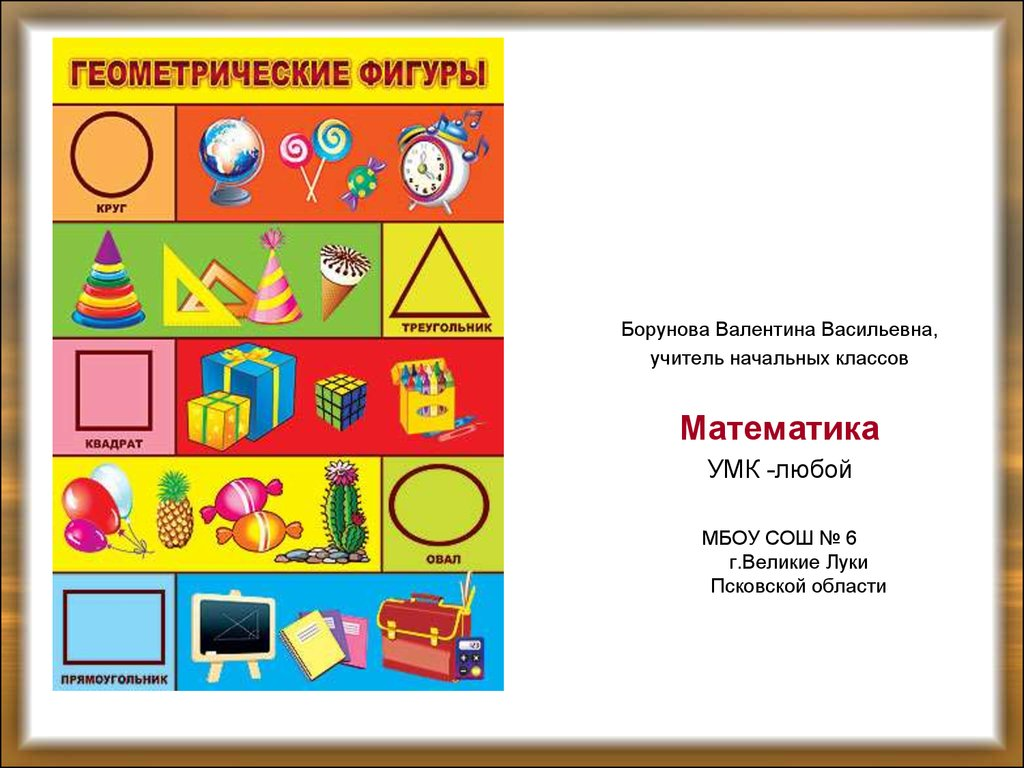 ГЕОМЕТРИЧЕСКИЕ ФИГУРЫ
КРУГ
ТРЕУГОЛЬНИК
КВАДРАТ
ОВАЛ
ПРЯМОУГОЛЬНИК
Борунова Валентина Васильевна,
учитель начальных классов
Математика
УМК -любой
МБОУ СОШ № 6
г.Великие Луки
Псковской области